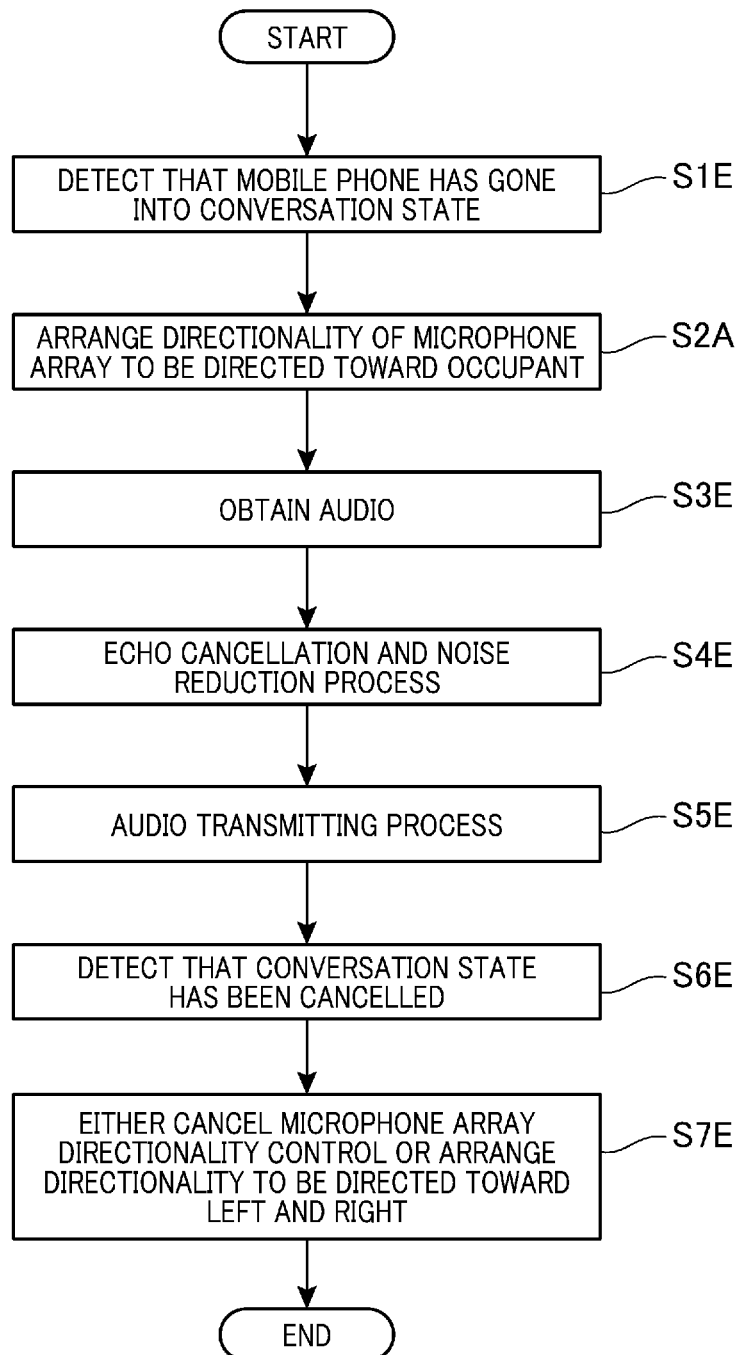 START
DETECT THAT MOBILE PHONE HAS GONE
INTO CONVERSATION STATE
S1E
ARRANGE DIRECTIONALITY OF MICROPHONE
ARRAY TO BE DIRECTED TOWARD OCCUPANT
S2A
OBTAIN AUDIO
S3E
ECHO CANCELLATION AND NOISE
REDUCTION PROCESS
S4E
AUDIO TRANSMITTING PROCESS
S5E
DETECT THAT CONVERSATION STATE
HAS BEEN CANCELLED
S6E
EITHER CANCEL MICROPHONE ARRAY
DIRECTIONALITY CONTROL OR ARRANGE
DIRECTIONALITY TO BE DIRECTED TOWARD
LEFT AND RIGHT
S7E
END